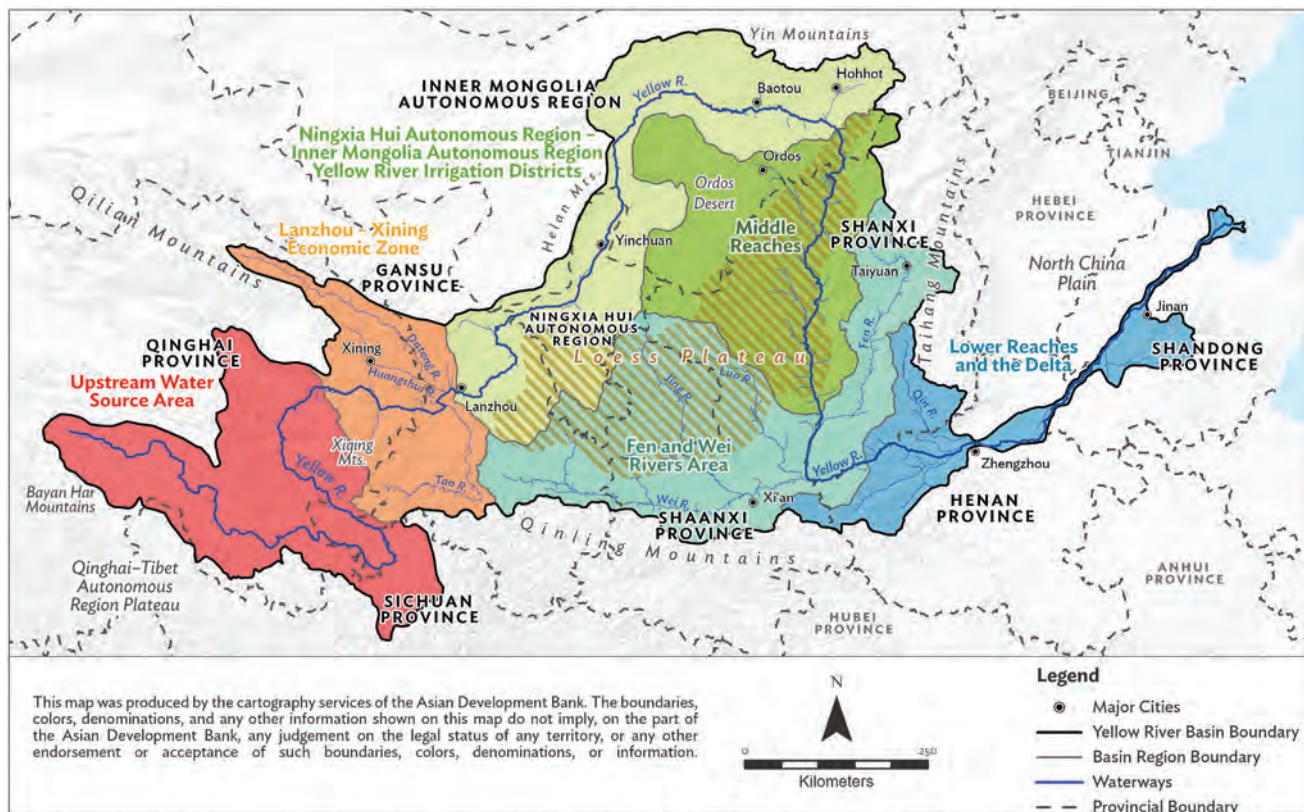 Yin Mountains
Hohhot
Baotou
Yellow R.
INNER MONGOLIA
AUTONOMOUS REGION
BEIJING
Ningxia Hui Autonomous Region –
Inner Mongolia Autonomous Region
Yellow River Irrigation Districts
TIANJIN
Ordos
Ordos
Desert
Helan Mts.
HEBEI
PROVINCE
Qilian Mountains
Middle
Reaches
SHANXI
PROVINCE
Lanzhou – Xining
Economic Zone
Yinchuan
Taiyuan
Taihang Mountains
GANSU
PROVINCE
North China
Plain
NINGXIA HUI
AUTONOMOUS
REGION
Fen R.
Jinan
QINGHAI
PROVINCE
Xining
Datong R.
Loess Plateau
Lower Reaches
and the Delta
SHANDONG
PROVINCE
Upstream Water
Source Area
Huangshui R.
Luo R.
Jing R.
Lanzhou
Qin R.
Xiqing
Mts.
Fen and Wei
Rivers Area
Yellow R.
Yellow R.
Zhengzhou
Tao R.
Bayan Har
Mountains
Wei R.
Xi'an
HENAN
PROVINCE
SHAANXI
PROVINCE
Qinling Mountains
Qinghai–Tibet
Autonomous
Region Plateau
ANHUI
PROVINCE
SICHUAN
PROVINCE
HUBEI
PROVINCE
This map was produced by the cartography services of the Asian Development Bank. The boundaries,
colors, denominations, and any other information shown on this map do not imply, on the part of
the Asian Development Bank, any judgement on the legal status of any territory, or any other
endorsement or acceptance of such boundaries, colors, denominations, or information.
N
0 250
Kilometers
Legend
Major Cities
Yellow River Basin Boundary
Basin Region Boundary
Waterways
Provincial Boundary